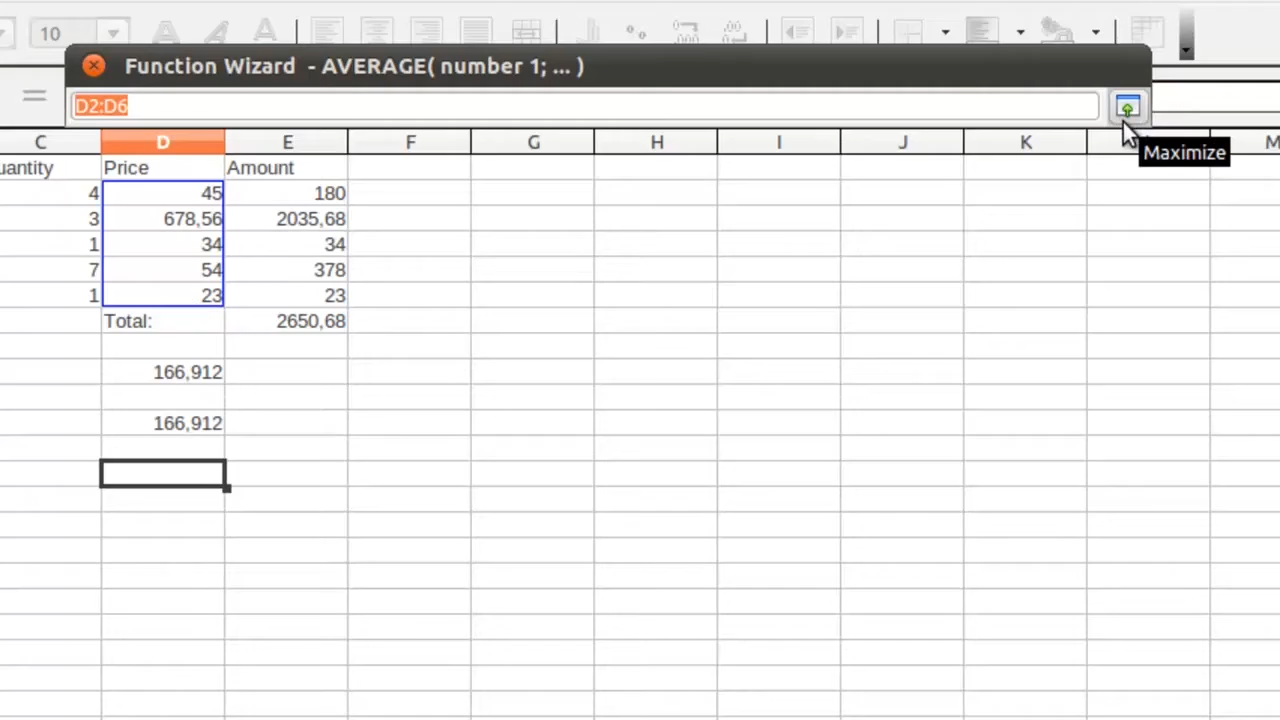 10
Function Wizard - AVERAGE( number 1; ... )
D2:D6
Maximize
C D E F G H I J K M
uantity Price Amount
4 45 180
3 678,56 2035,68
1 34 34
7 54 378
1 23 23
Total: 2650,68
166,912
166,912